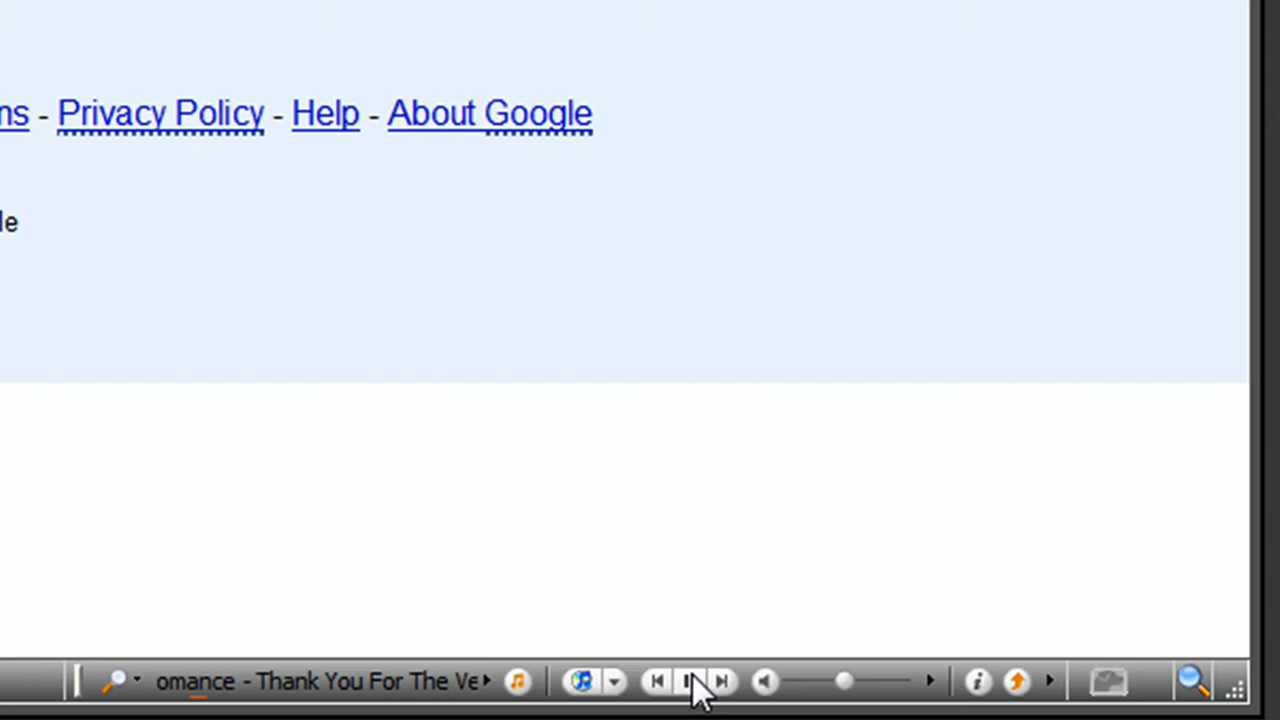 ns - Privacy Policy - Help - About Google
le
omance - Thank You For The Ve